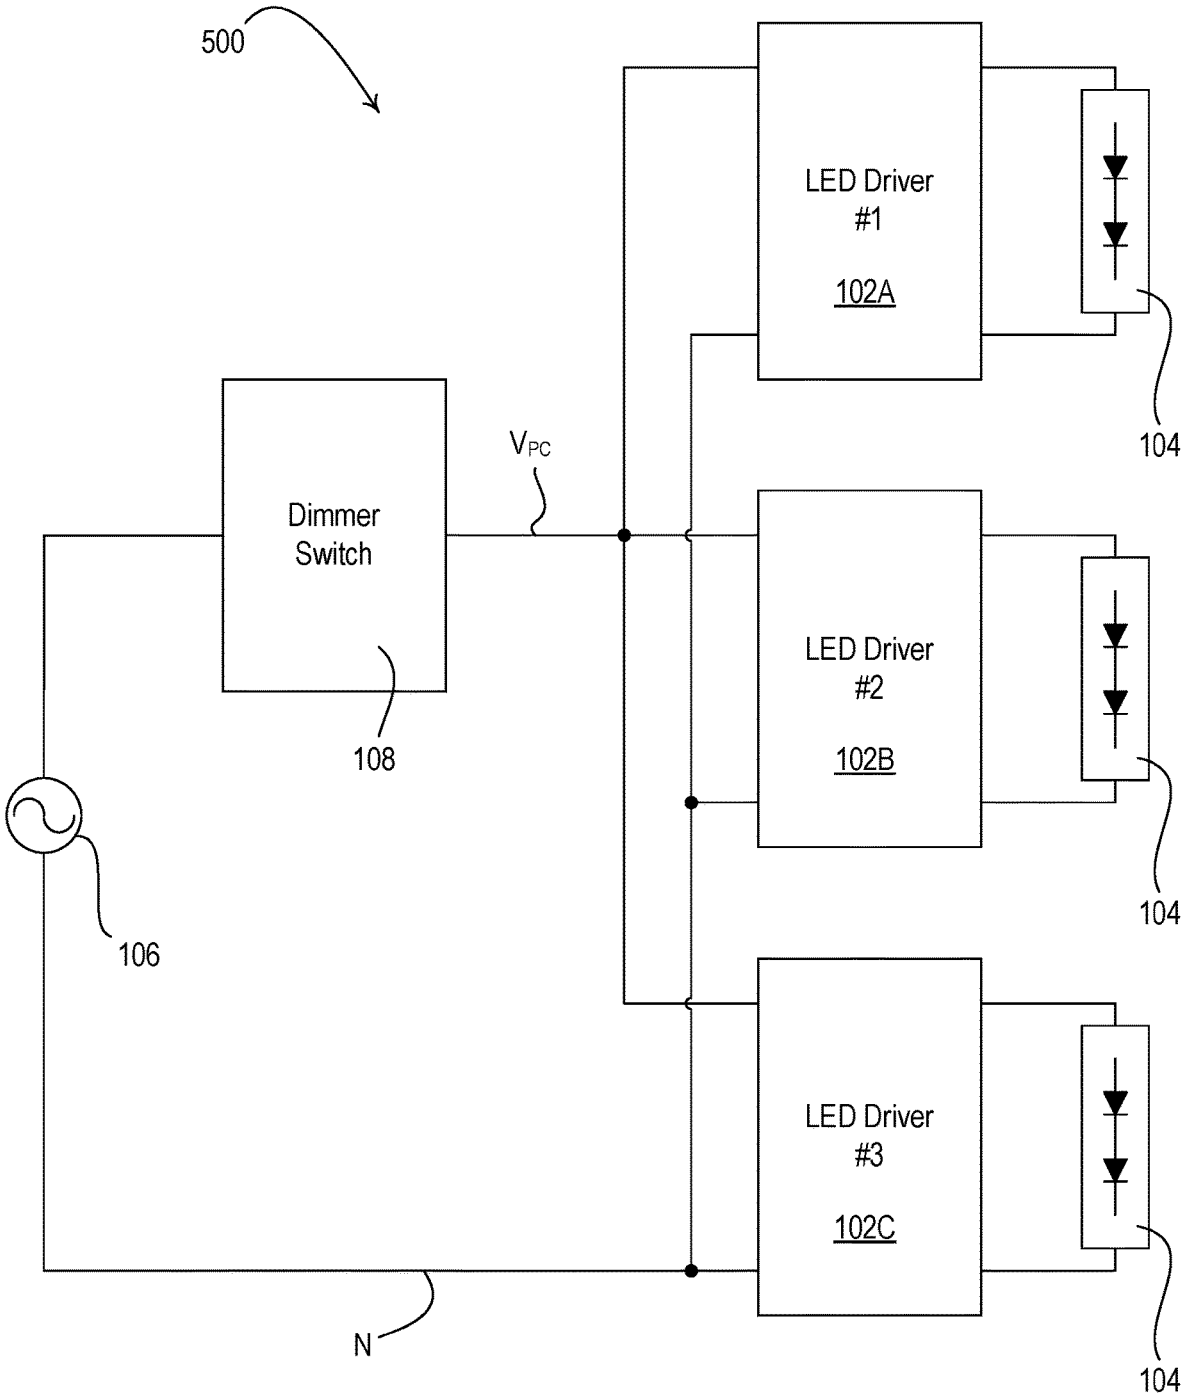 500
LED Driver
#1
102A
104
VPC
Dimmer
Switch
108
LED Driver
#2
102B
104
106
LED Driver
#3
102C
N
104